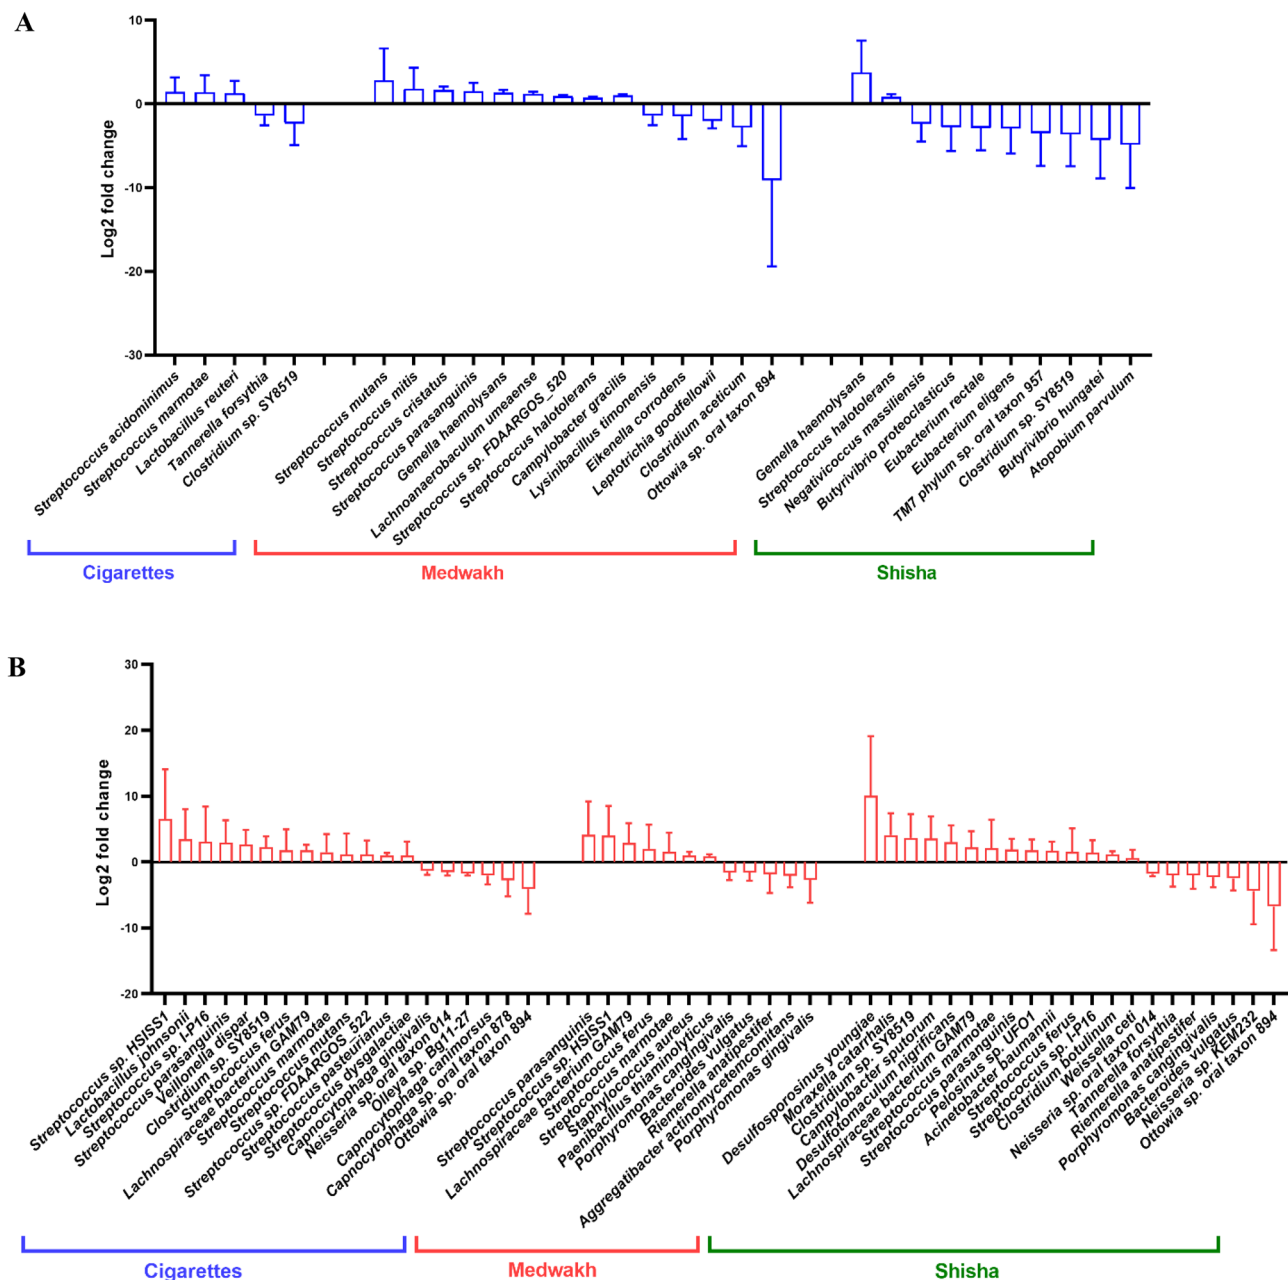 A
10
0
-10
-20
-30
Log2 fold change
Streptococcus acidominimus
Streptococcus marmotae
Lactobacillus reuteri
Tannerella forsythia
Clostridium sp. SY8519
Streptococcus mutans
Streptococcus mitis
Streptococcus cristatus
Streptococcus parasanguinis
Gemella haemolysans
Lachnoanaerobaculum umeaense
Streptococcus sp. FDAARGOS_520
Streptococcus halotolerans
Campylobacter gracilis
Lysinibacillus timonensis
Eikenella corrodens
Leptotrichia goodfellowii
Clostridium aceticum
Ottowia sp. oral taxon 894
Gemella haemolysans
Streptococcus halotolerans
Negativicoccus massiliensis
Butyrivibrio proteoclasticus
Eubacterium rectale
Eubacterium eligens
TM7 phylum sp. oral taxon 957
Clostridium sp. SY8519
Butyrivibrio hungatei
Atopobium parvulum
Cigarettes
Medwakh
Shisha
B
30
20
10
0
-10
-20
Log2 fold change
Streptococcus sp. HSISS1
Lactobacillus johnsonii
Streptococcus sp. I-P16
Streptococcus parasanguinis
Veillonella dispar
Clostridium sp. SY8519
Streptococcus ferus
Lachnospiraceae bacterium GAM79
Streptococcus marmotae
Streptococcus mutans
Streptococcus sp. FDAARGOS_522
Streptococcus pasteurianus
Streptococcus dysgalactiae
Capnocytophaga gingivalis
Neisseria sp. oral taxon 014
Olleya sp. Bg11-27
Capnocytophaga canimorsus
Capnocytophaga sp. oral taxon 878
Ottowia sp. oral taxon 894
Streptococcus parasanguinis
Streptococcus sp. HSISS1
Lachnospiraceae bacterium GAM79
Streptococcus ferus
Streptococcus marmotae
Staphylococcus aureus
Paenibacillus thiaminolyticus
Porphyromonas cangingivalis
Bacteroides vulgatus
Riemerella anatipestifer
Aggregatibacter actinomycetemcomitans
Porphyromonas gingivalis
Desulfosporosinus youngiae
Moraxella catarrhalis
Clostridium sp. SY8519
Campylobacter sputorum
Desulfotomaculum nigrificans
Lachnospiraceae bacterium GAM79
Streptococcus marmotae
Streptococcus parasanguinis
Pelosinus sp. UFO1
Acinetobacter baumannii
Streptococcus ferus
Streptococcus sp. I-P16
Clostridium botulinum
Weissella ceti
Neisseria sp. oral taxon 014
Tannerella forsythia
Riemerella anatipestifer
Porphyromonas cangingivalis
Bacteroides vulgatus
Neisseria sp. KEM232
Ottowia sp. oral taxon 894
Cigarettes
Medwakh
Shisha